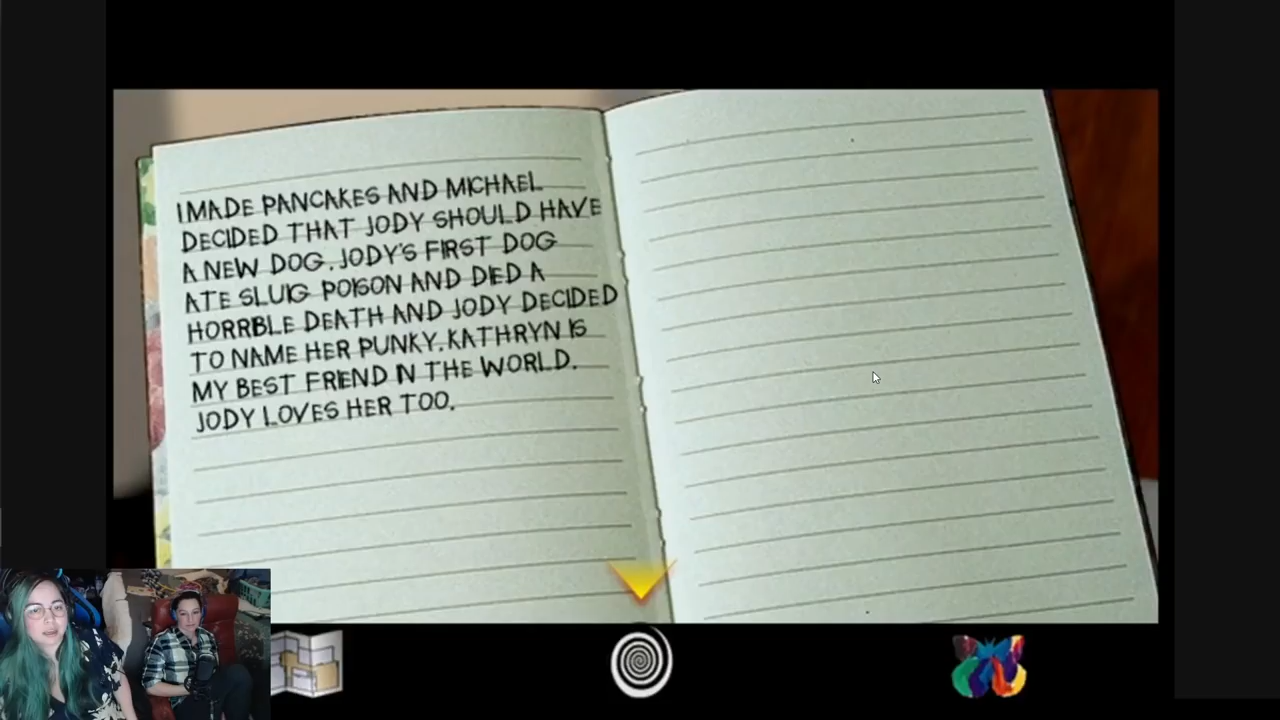 I MADE PANCAKES AND MICHAEL
DECIDED THAT JODY SHOULD HAVE
A NEW DOG. JODY'S FIRST DOG
ATE SLUG POISON AND DIED A
HORRIBLE DEATH AND JODY DECIDED
TO NAME HER PUNKY. KATHRYN IS
MY BEST FRIEND IN THE WORLD.
JODY LOVES HER TOO.